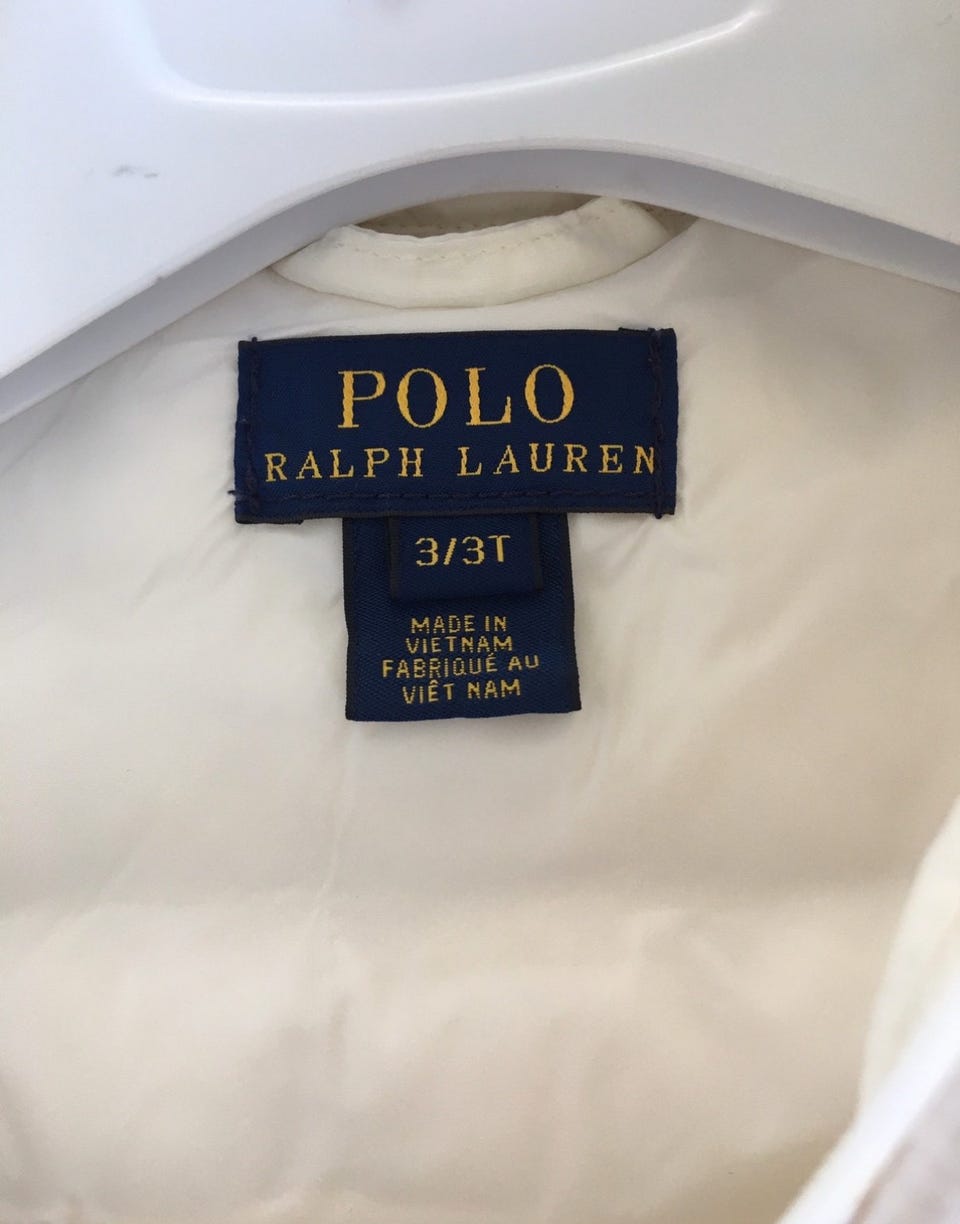 POLO
RALPH LAUREN
3/3T
MADE IN
VIETNAM
FABRIQUÉ AU
VIÊT NAM